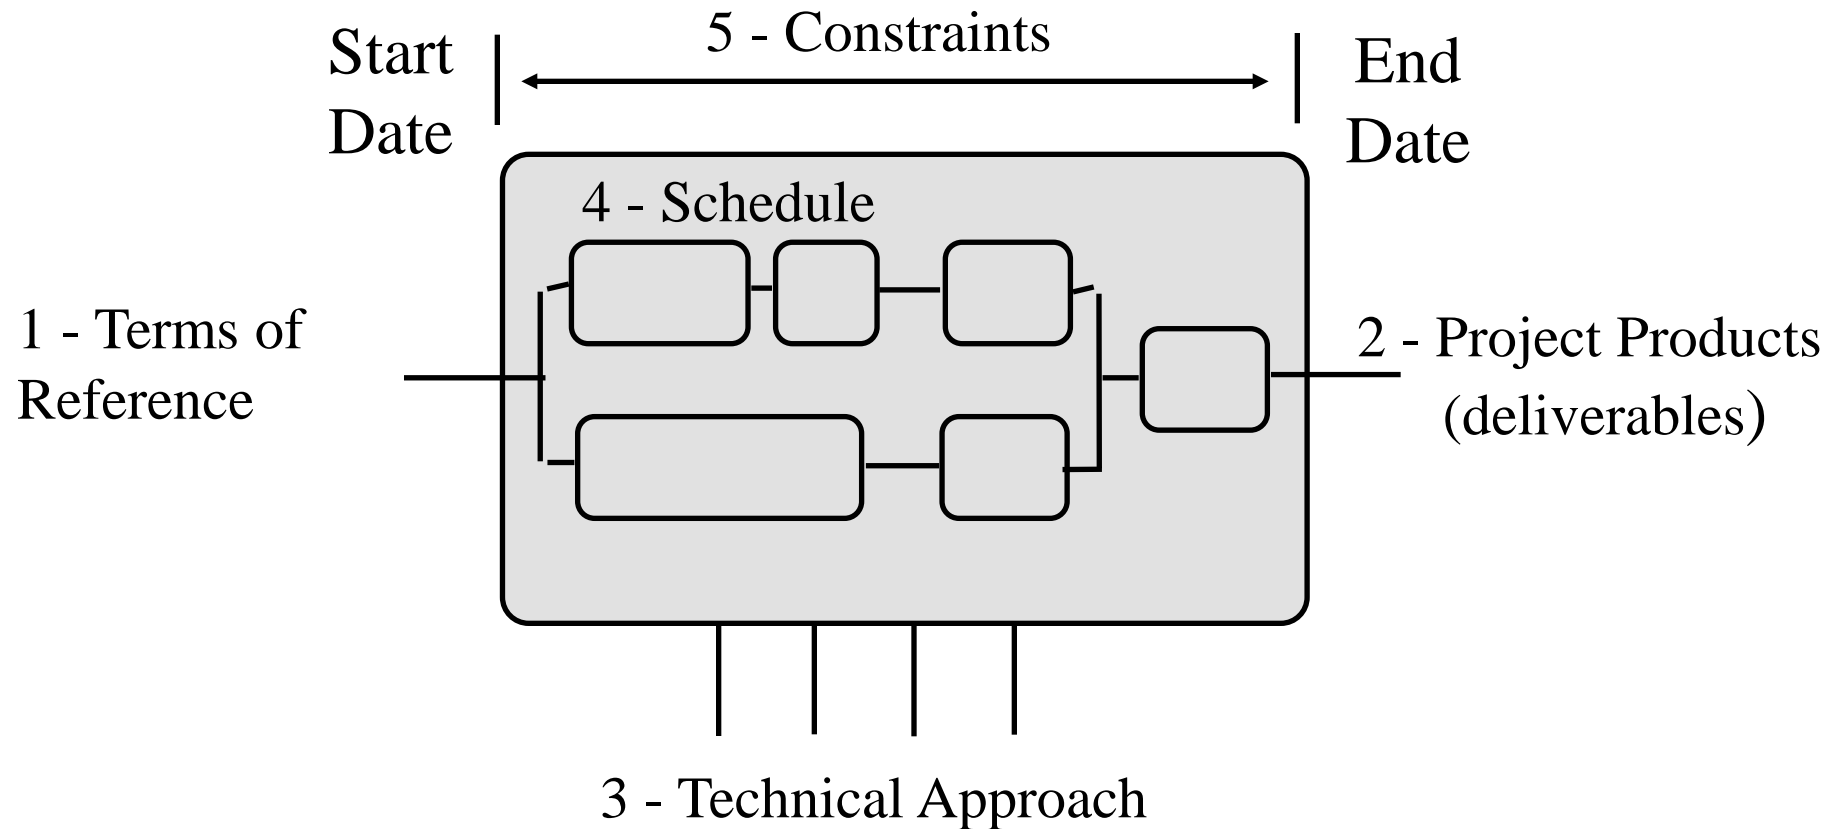 Start
Date
5 - Constraints
End
Date
4 - Schedule
1 - Terms of
Reference
2 - Project Products
(deliverables)
3 - Technical Approach